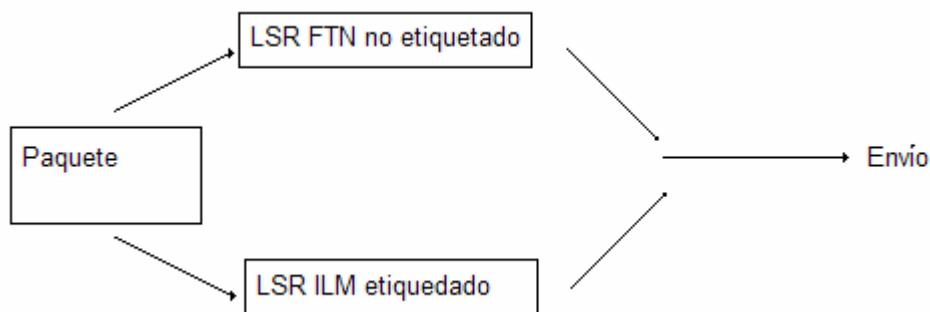 LSR FTN no etiquetado
Paquete
Envío
LSR ILM etiquedado